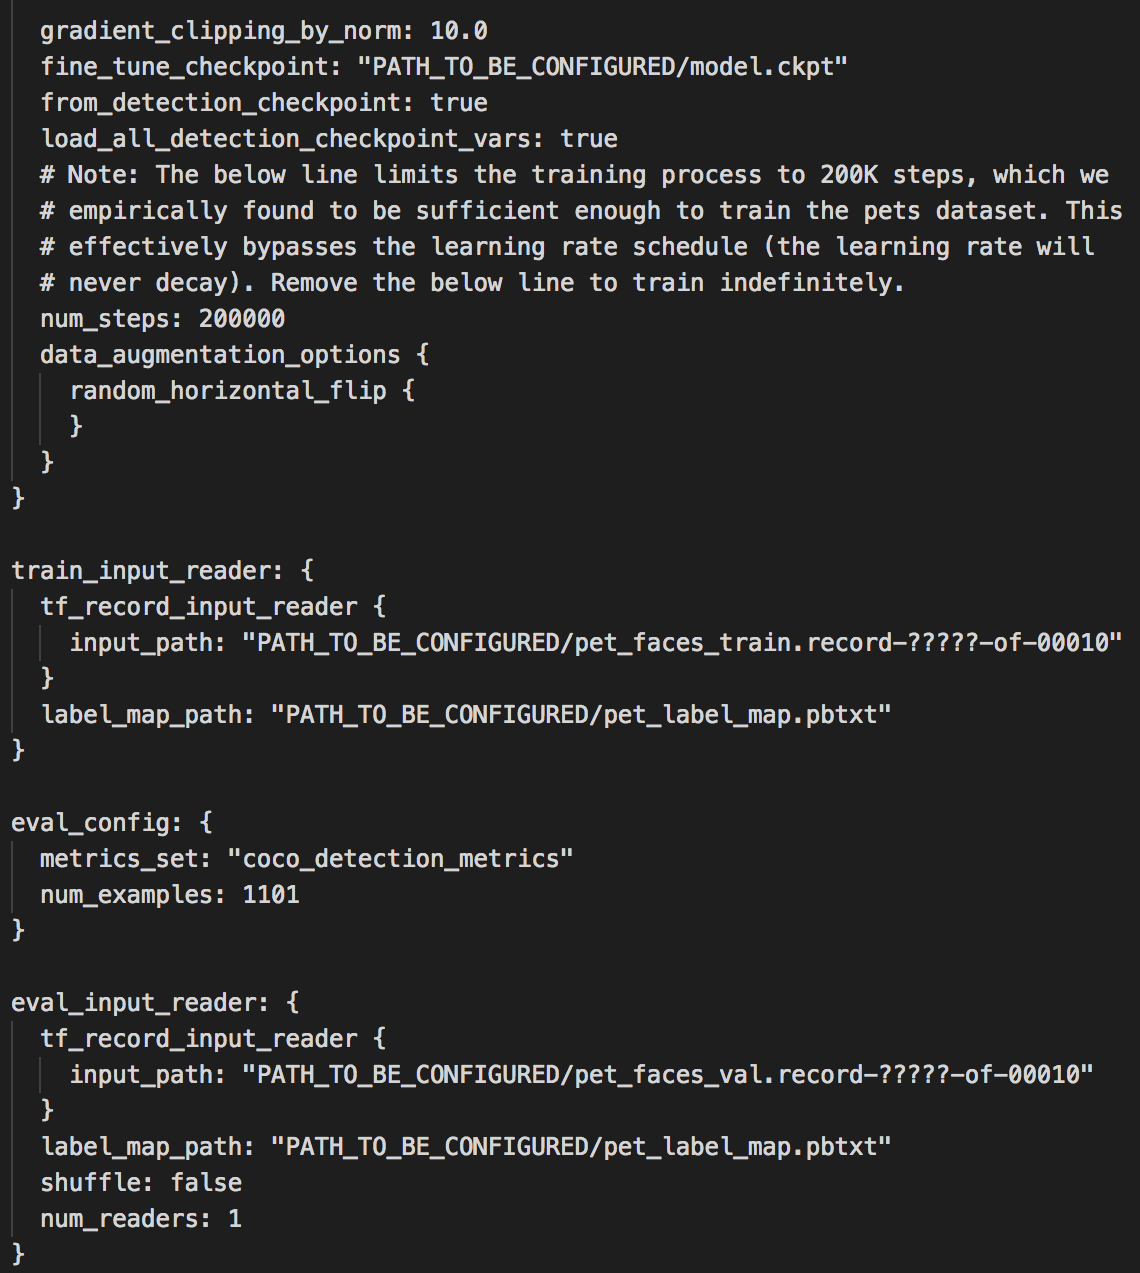 gradient_clipping_by_norm: 10.0
fine_tune_checkpoint: "PATH_TO_BE_CONFIGURED/model.ckpt"
from_detection_checkpoint: true
load_all_detection_checkpoint_vars: true
# Note: The below line limits the training process to 200K steps, which we
# empirically found to be sufficient enough to train the pets dataset. This
# effectively bypasses the learning rate schedule (the learning rate will
# never decay). Remove the below line to train indefinitely.
num_steps: 200000
data_augmentation_options {
random_horizontal_flip {
}
}
}
train_input_reader: {
tf_record_input_reader {
input_path: "PATH_TO_BE_CONFIGURED/pet_faces_train.record-?????-of-00010"
}
label_map_path: "PATH_TO_BE_CONFIGURED/pet_label_map.pbtxt"
}
eval_config: {
metrics_set: "coco_detection_metrics"
num_examples: 1101
}
eval_input_reader: {
tf_record_input_reader {
input_path: "PATH_TO_BE_CONFIGURED/pet_faces_val.record-?????-of-00010"
}
label_map_path: "PATH_TO_BE_CONFIGURED/pet_label_map.pbtxt"
shuffle: false
num_readers: 1
}